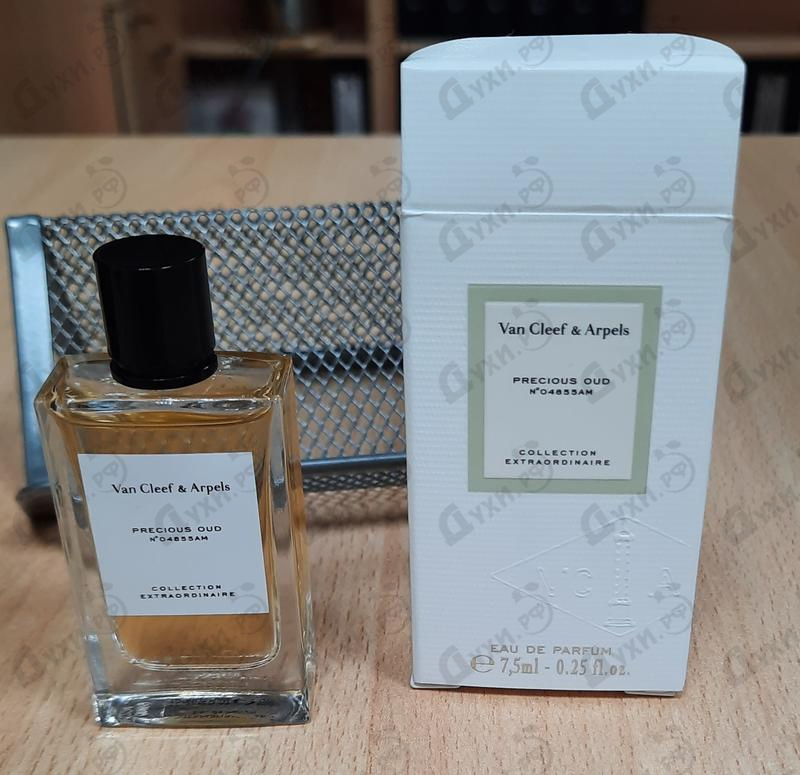 Van Cleef & Arpels
PRECIOUS OUD
N°04855AM
COLLECTION
EXTRAORDINAIRE
Van Cleef & Arpels
PRECIOUS OUD
N°04855AM
COLLECTION
EXTRAORDINAIRE
VC A
EAU DE PARFUM
℮ 7,5ml - 0.25 fl.oz.
Духи.рф